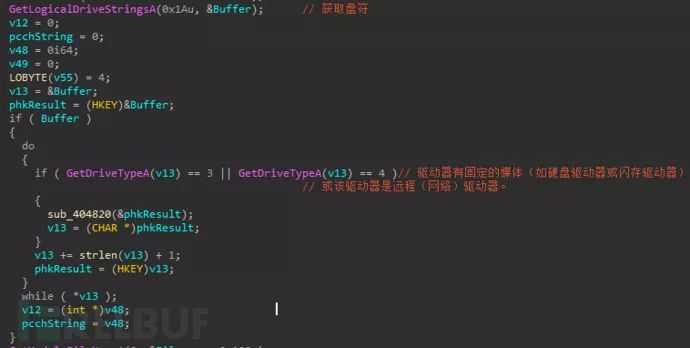 GetLogicalDriveStringsA(0x1Au, &Buffer); // 获取盘符
v12 = 0;
pcchString = 0;
v48 = 0i64;
v49 = 0;
LOBYTE(v55) = 4;
v13 = &Buffer;
phkResult = (HKEY)&Buffer;
if ( Buffer )
{
do
{
if ( GetDriveTypeA(v13) == 3 || GetDriveTypeA(v13) == 4 )// 驱动器有固定的媒体（如硬盘驱动器或闪存驱动器）
// 或该驱动器是远程（网络）驱动器。
{
sub_404820(&phkResult);
v13 = (CHAR *)phkResult;
}
v13 += strlen(v13) + 1;
phkResult = (HKEY)v13;
}
while ( *v13 );
v12 = (int *)v48;
pcchString = v48;
}